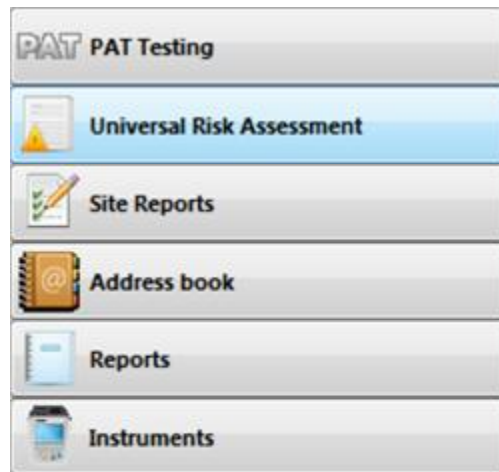 PAT PAT Testing
Universal Risk Assessment
Site Reports
@ Address book
Reports
Instruments